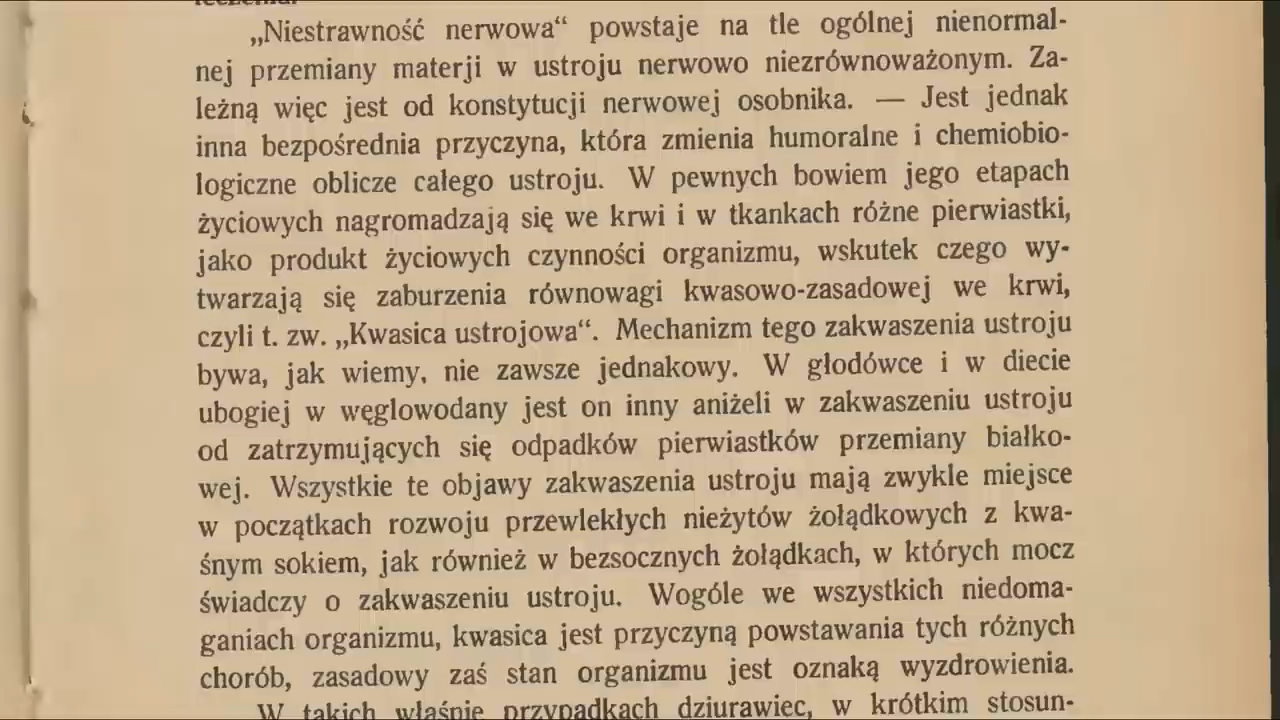 „Niestrawność nerwowa“ powstaje na tle ogólnej nienormal-
nej przemiany materji w ustroju nerwowo niezrównoważonym. Za-
leźną więc jest od konstytucji nerwowej osobnika. — Jest jednak
inna bezpośrednia przyczyna, która zmienia humoralne i chemiobio-
logiczne oblicze całego ustroju. W pewnych bowiem jego etapach
życiowych nagromadzają się we krwi i w tkankach różne pierwiastki,
jako produkt życiowych czynności organizmu, wskutek czego wy-
twarzają się zaburzenia równowagi kwasowo-zasadowej we krwi,
czyli t. zw. „Kwasica ustrojowa“. Mechanizm tego zakwaszenia ustroju
bywa, jak wiemy, nie zawsze jednakowy. W głodówce i w diecie
ubogiej w węglowodany jest on inny aniżeli w zakwaszeniu ustroju
od zatrzymujących się odpadków pierwiastków przemiany białko-
wej. Wszystkie te objawy zakwaszenia ustroju mają zwykle miejsce
w początkach rozwoju przewlekłych nieżytów żołądkowych z kwa-
śnym sokiem, jak również w bezsocznych żołądkach, w których mocz
świadczy o zakwaszeniu ustroju. Wogóle we wszystkich niedoma-
ganiach organizmu, kwasica jest przyczyną powstawania tych różnych
chorób, zasadowy zaś stan organizmu jest oznaką wyzdrowienia.
W takich właśnie przypadkach dziurawiec, w krótkim stosun-